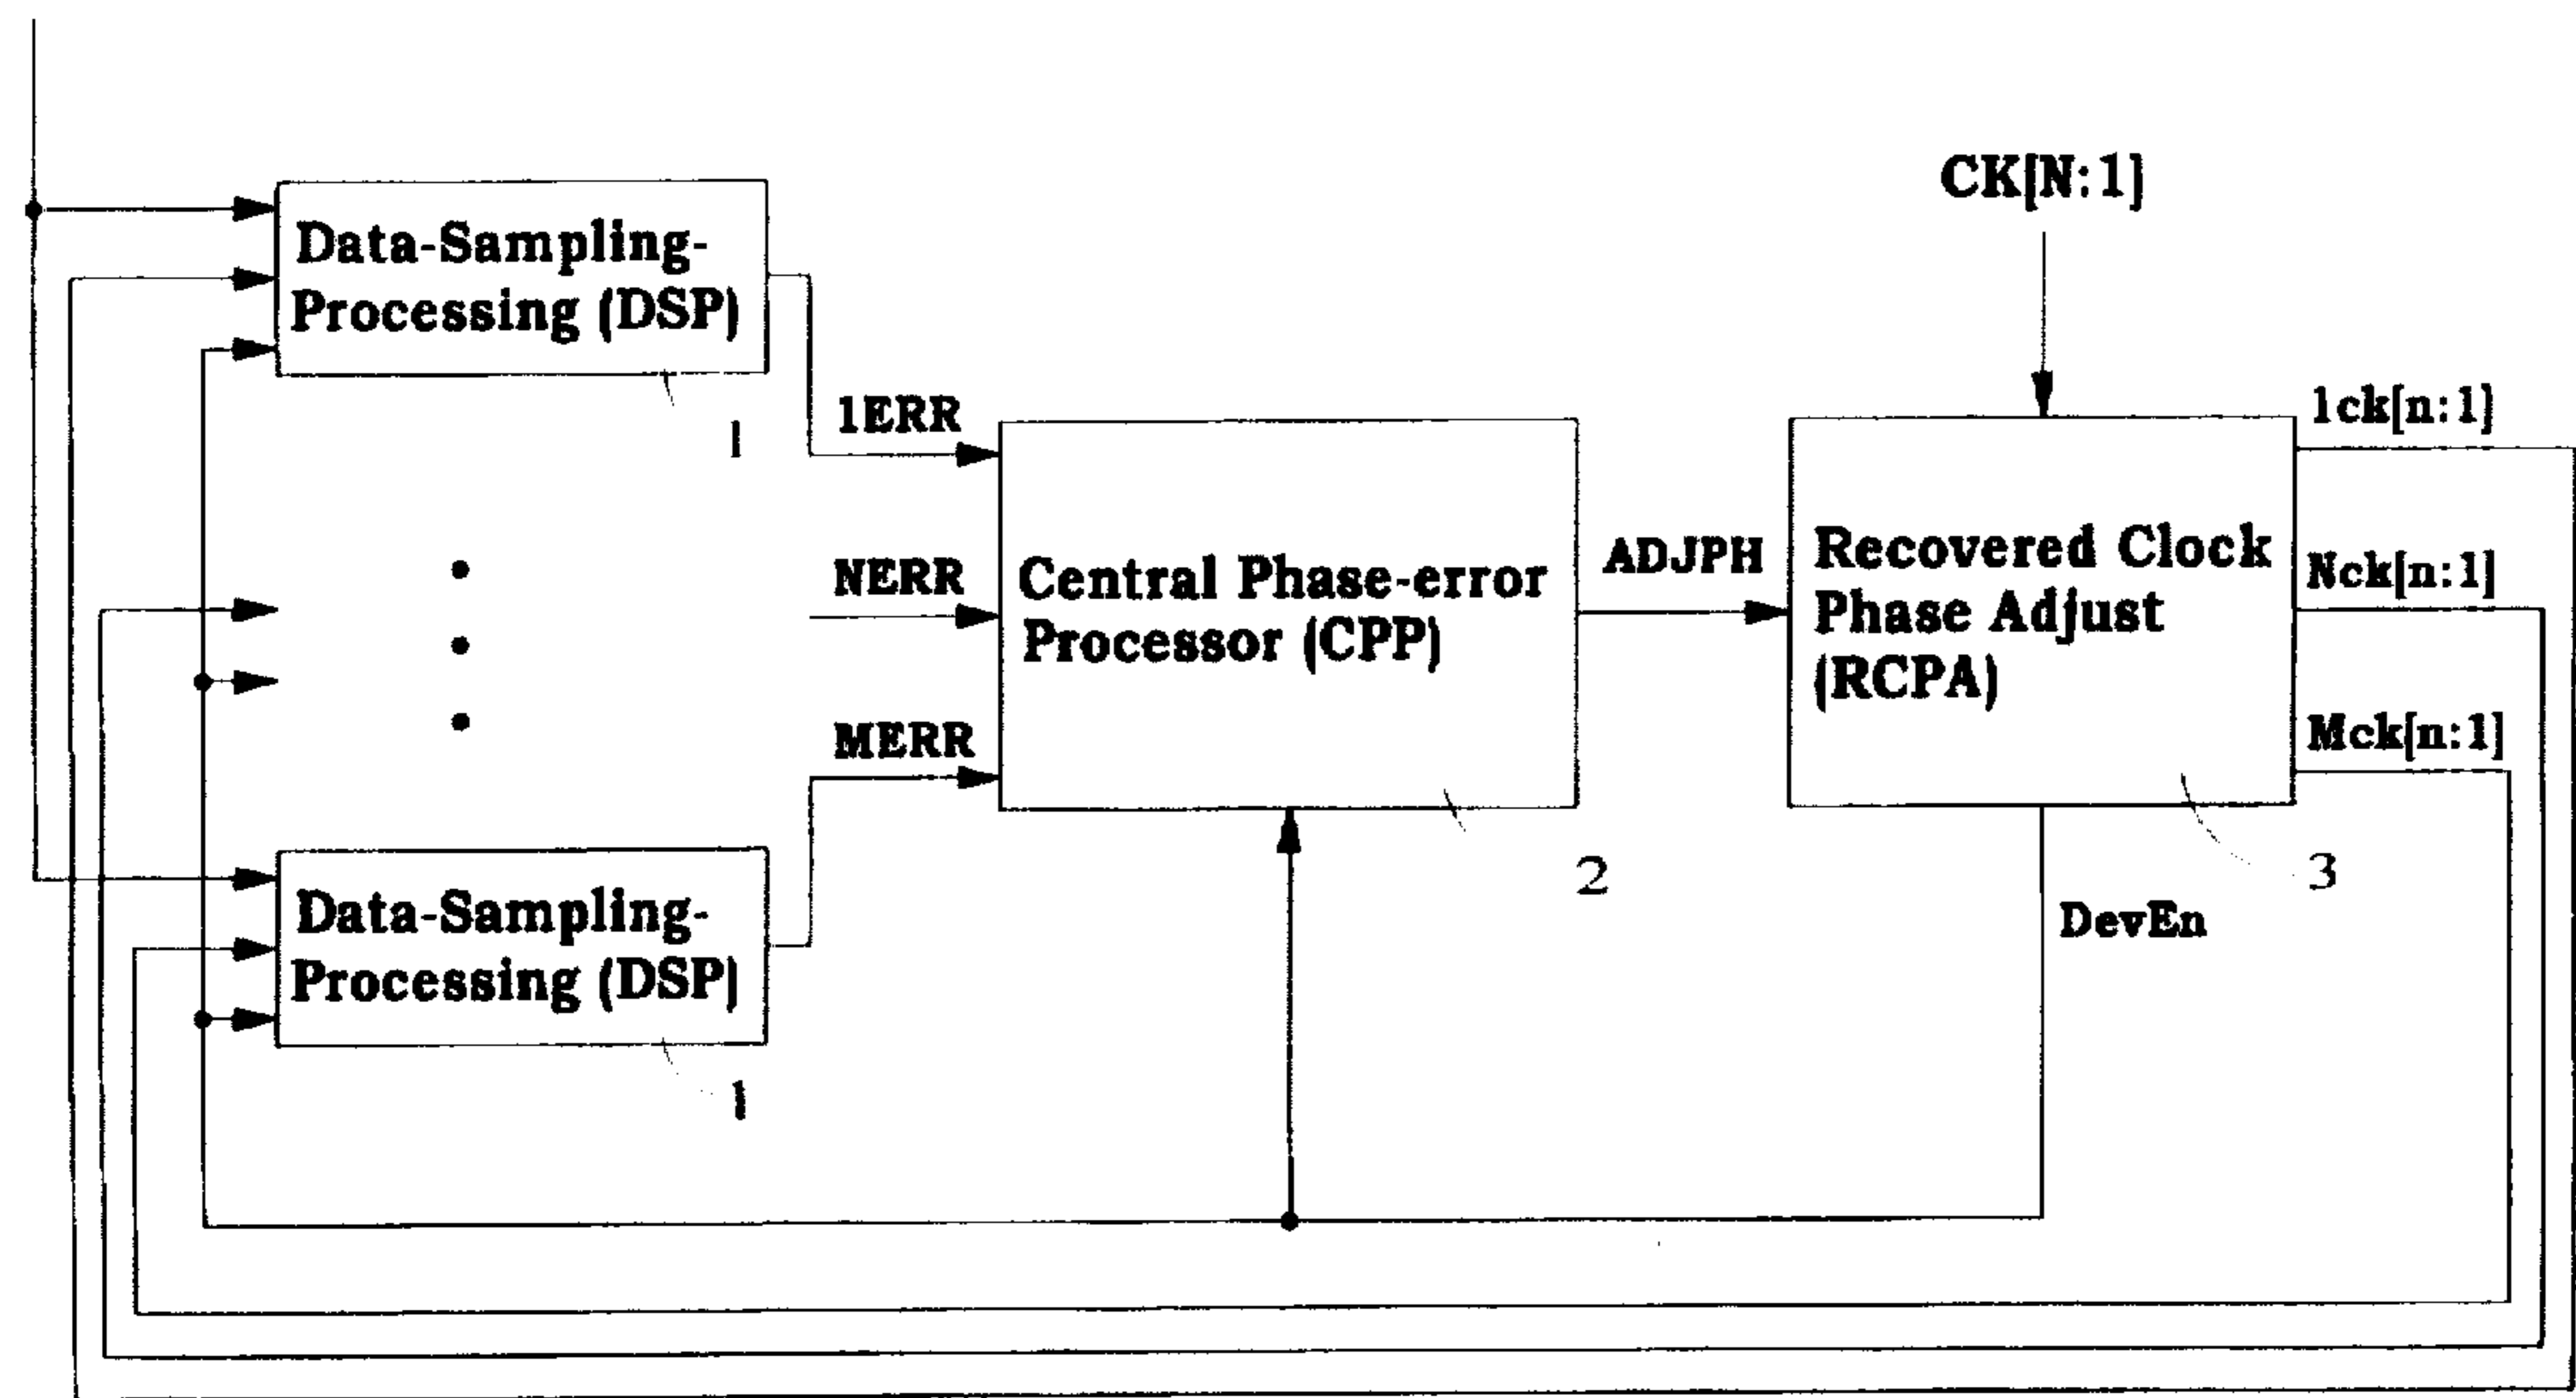 CK[N:1]
Data-Sampling-
Processing (DSP)
1
1ERR
1ck[n:1]
NERR
Central Phase-error
Processor (CPP)
ADJPH
Recovered Clock
Phase Adjust
(RCPA)
Nck[n:1]
MERR
Mck[n:1]
2
3
DevEn
Data-Sampling-
Processing (DSP)
1